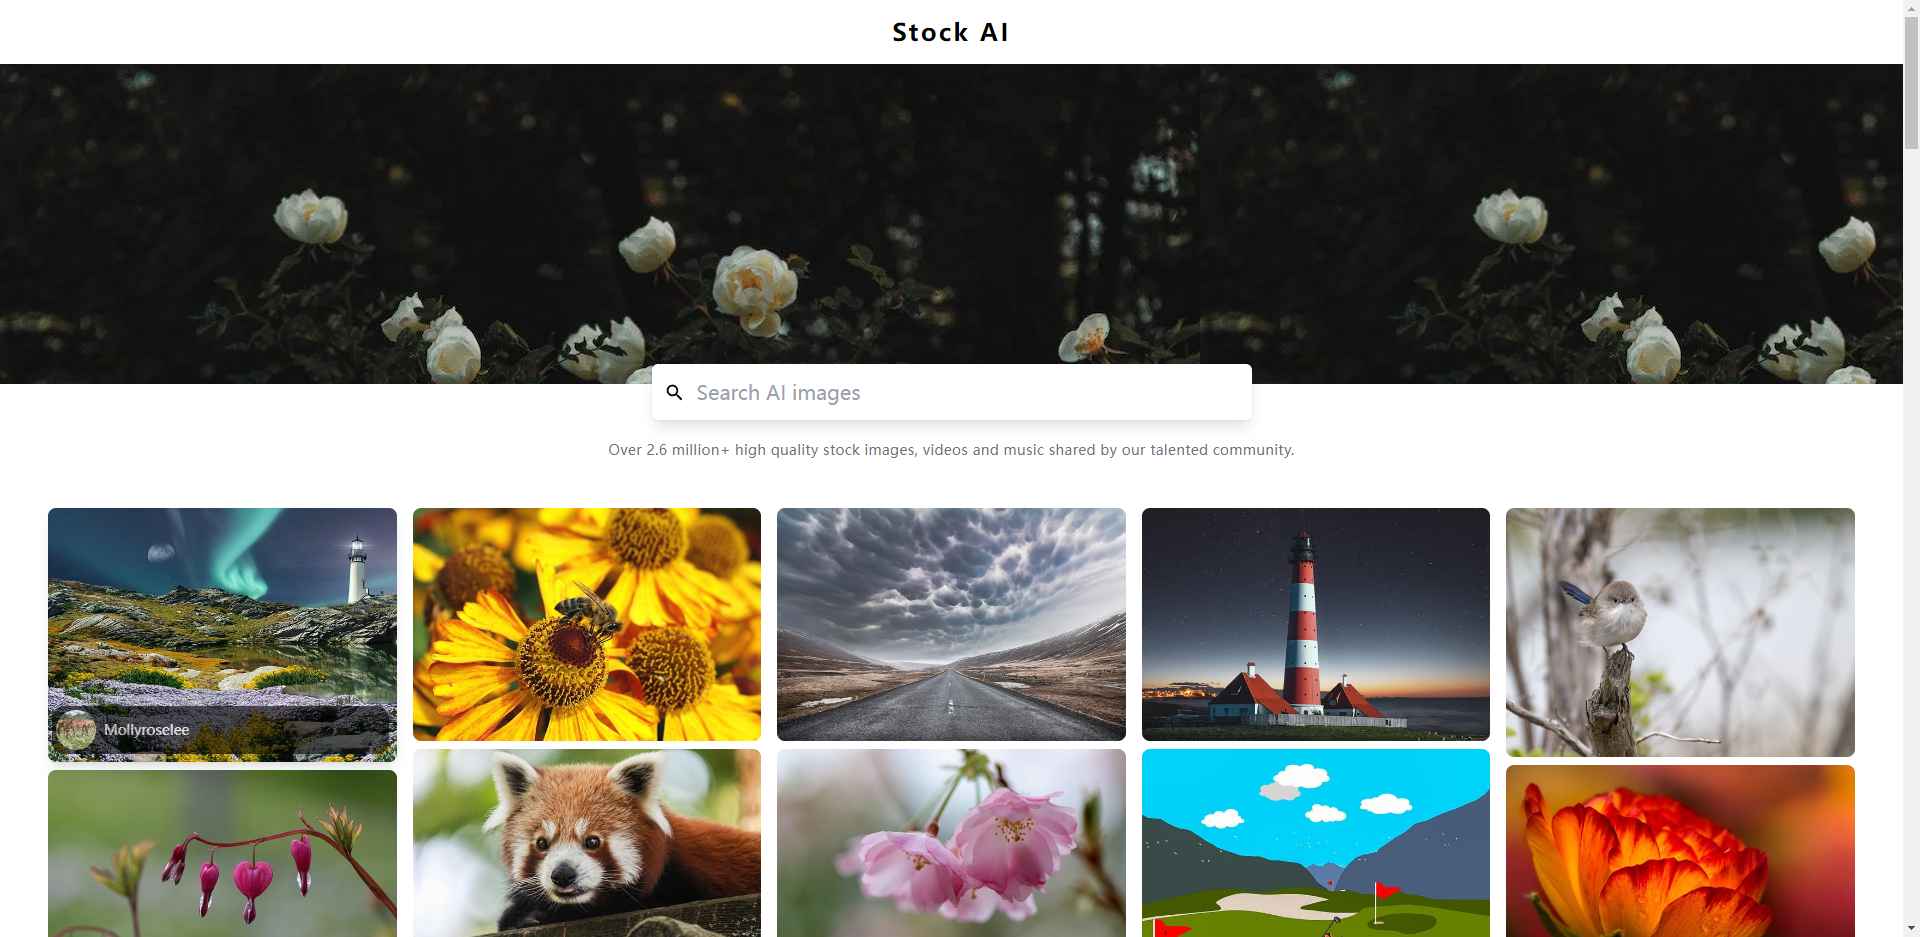 Stock AI
Search AI images
Over 2.6 million+ high quality stock images, videos and music shared by our talented community.
Mollyroselee